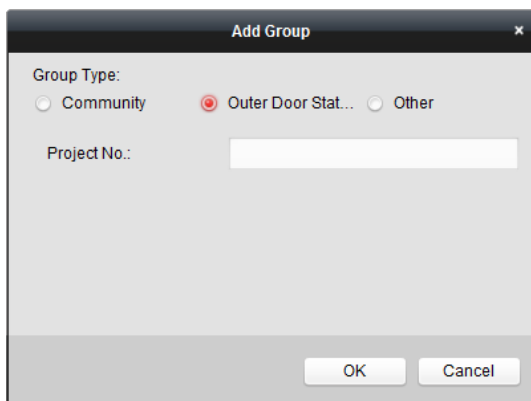 Add Group ×
Group Type:
Community Outer Door Stat... Other
Project No.:
OK Cancel